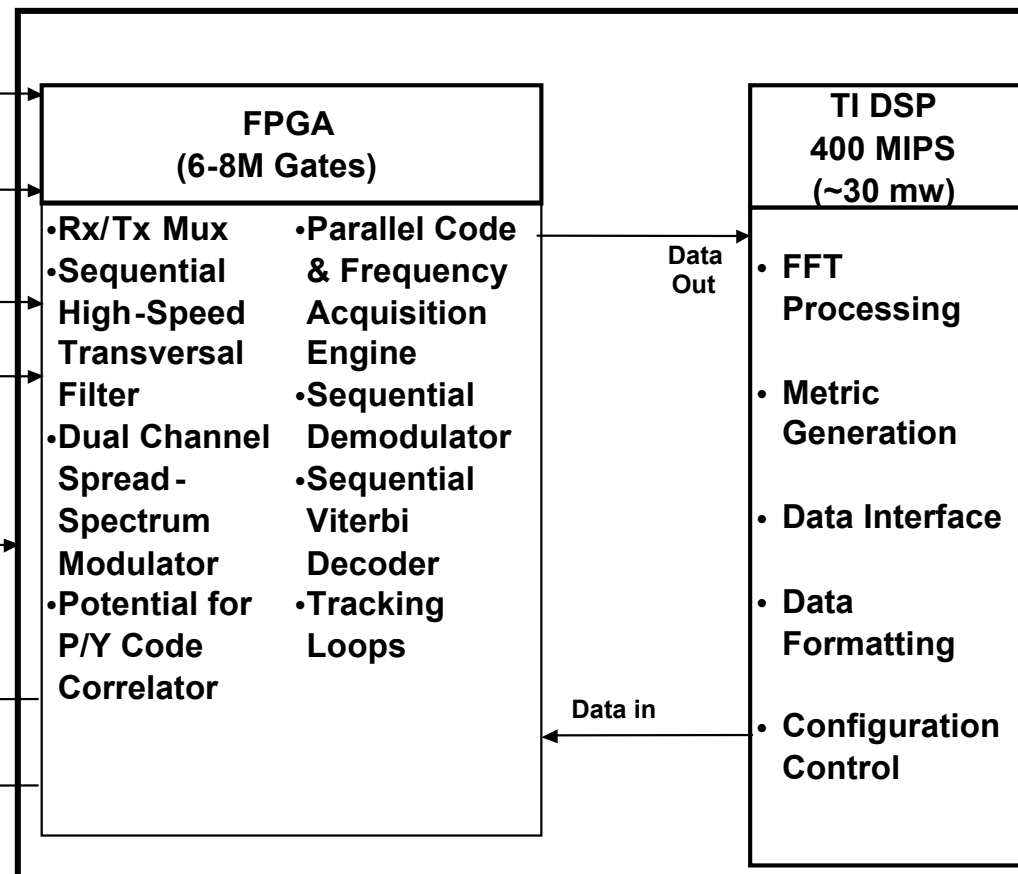 FPGA
(6-8M Gates)
•Rx/Tx Mux
•Sequential
High-Speed
Transversal
Filter
•Dual Channel
Spread-
Spectrum
Modulator
•Potential for
P/Y Code
Correlator
•Parallel Code
& Frequency
Acquisition
Engine
•Sequential
Demodulator
•Sequential
Viterbi
Decoder
•Tracking
Loops
Data
Out
Data in
TI DSP
400 MIPS
(~30 mw)
• FFT
Processing
• Metric
Generation
• Data Interface
• Data
Formatting
• Configuration
Control